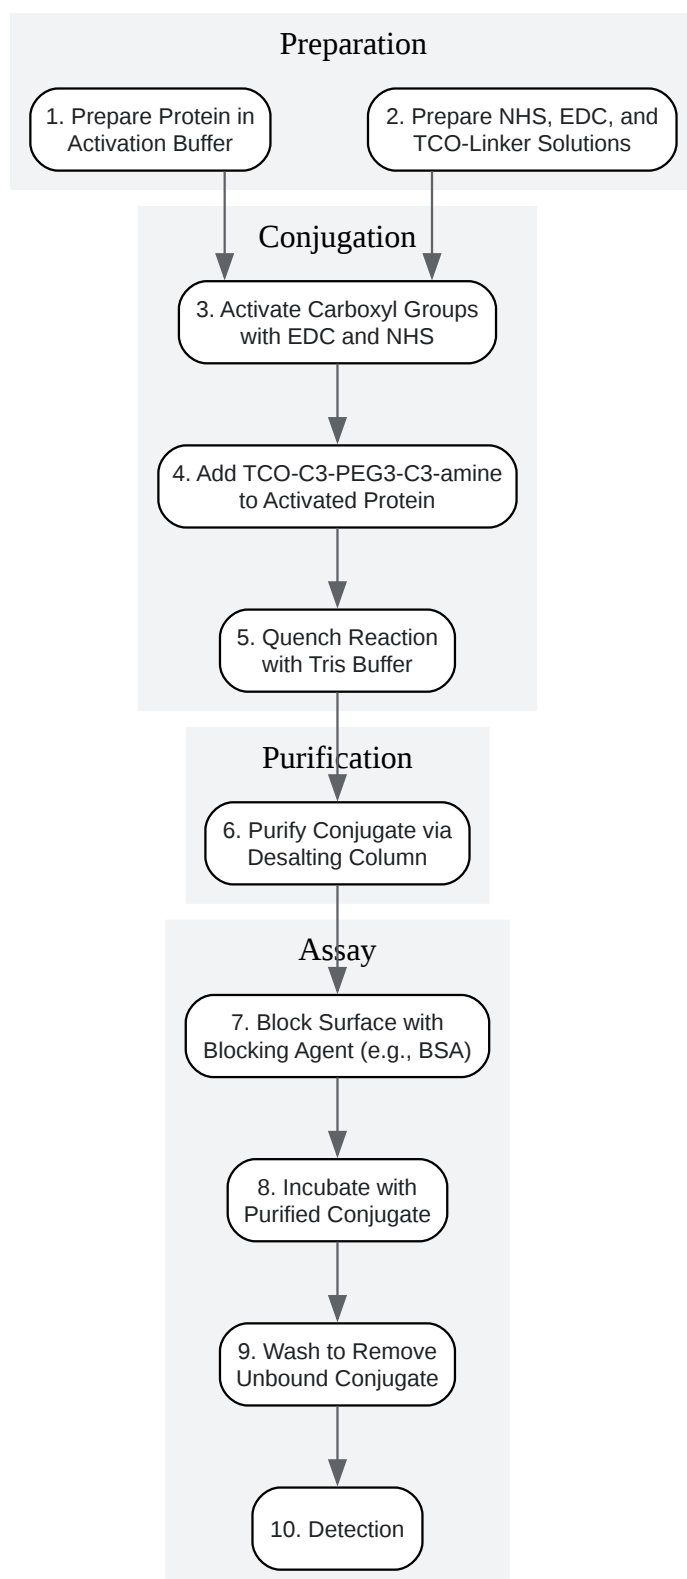 Preparation
1. Prepare Protein in
Activation Buffer
2. Prepare NHS, EDC, and
TCO-Linker Solutions
Conjugation
3. Activate Carboxyl Groups
with EDC and NHS
4. Add TCO-C3-PEG3-C3-amine
to Activated Protein
5. Quench Reaction
with Tris Buffer
Purification
6. Purify Conjugate via
Desalting Column
Assay
7. Block Surface with
Blocking Agent (e.g., BSA)
8. Incubate with
Purified Conjugate
9. Wash to Remove
Unbound Conjugate
10. Detection